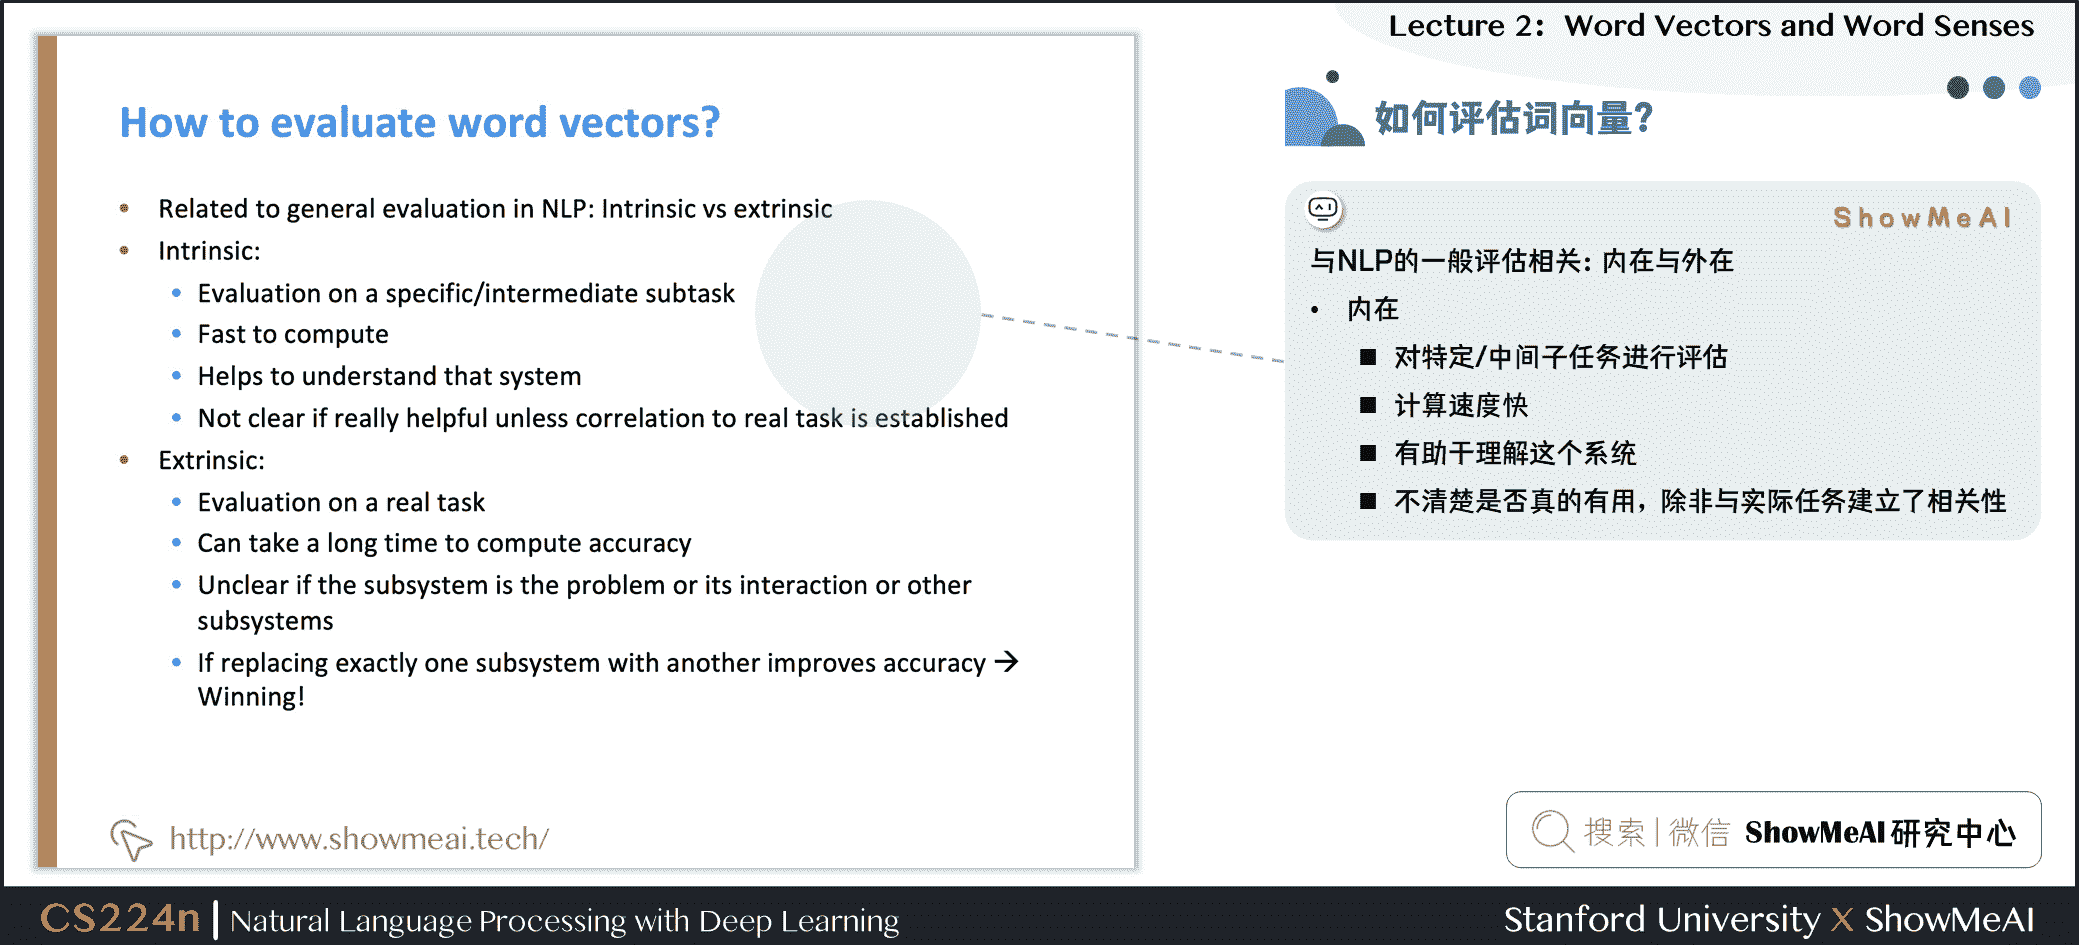 Lecture 2: Word Vectors and Word Senses
How to evaluate word vectors?
• Related to general evaluation in NLP: Intrinsic vs extrinsic
• Intrinsic:
• Evaluation on a specific/intermediate subtask
• Fast to compute
• Helps to understand that system
• Not clear if really helpful unless correlation to real task is established
• Extrinsic:
• Evaluation on a real task
• Can take a long time to compute accuracy
• Unclear if the subsystem is the problem or its interaction or other
subsystems
• If replacing exactly one subsystem with another improves accuracy →
Winning!
http://www.showmeai.tech/
如何评估词向量?
ShowMeAI
与NLP的一般评估相关: 内在与外在
• 内在
■ 对特定/中间子任务进行评估
■ 计算速度快
■ 有助于理解这个系统
■ 不清楚是否真的有用，除非与实际任务建立了相关性
搜索 | 微信 ShowMeAI 研究中心
CS224n | Natural Language Processing with Deep Learning
Stanford University X ShowMeAI